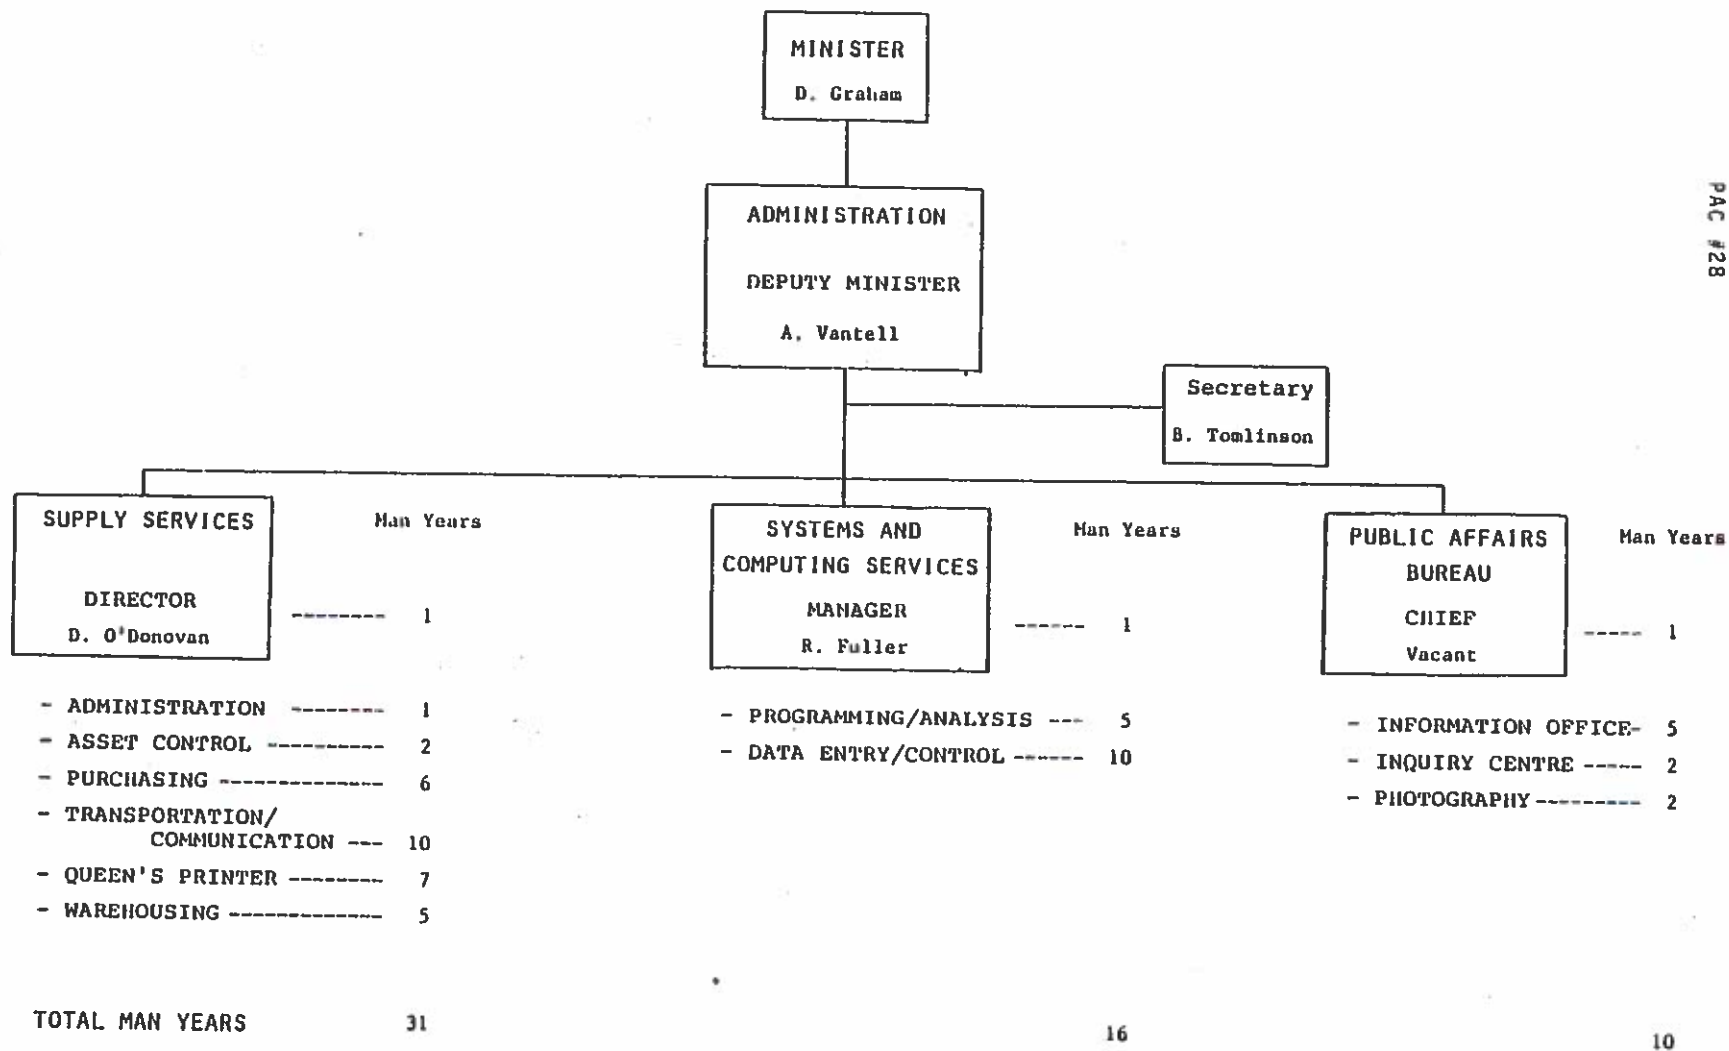 MINISTER
D. Graham
PAC #28
ADMINISTRATION
DEPUTY MINISTER
A. Vantell
Secretary
B. Tomlinson
SUPPLY SERVICES
DIRECTOR
D. O'Donovan
Man Years
-------- 1
- ADMINISTRATION -------- 1
- ASSET CONTROL ---------- 2
- PURCHASING -------------- 6
- TRANSPORTATION/
COMMUNICATION --- 10
- QUEEN'S PRINTER -------- 7
- WAREHOUSING ------------- 5
SYSTEMS AND
COMPUTING SERVICES
MANAGER
R. Fuller
Man Years
------ 1
- PROGRAMMING/ANALYSIS --- 5
- DATA ENTRY/CONTROL ------ 10
PUBLIC AFFAIRS
BUREAU
CHIEF
Vacant
Man Years
----- 1
- INFORMATION OFFICE- 5
- INQUIRY CENTRE ----- 2
- PHOTOGRAPHY --------- 2
TOTAL MAN YEARS 31 16 10